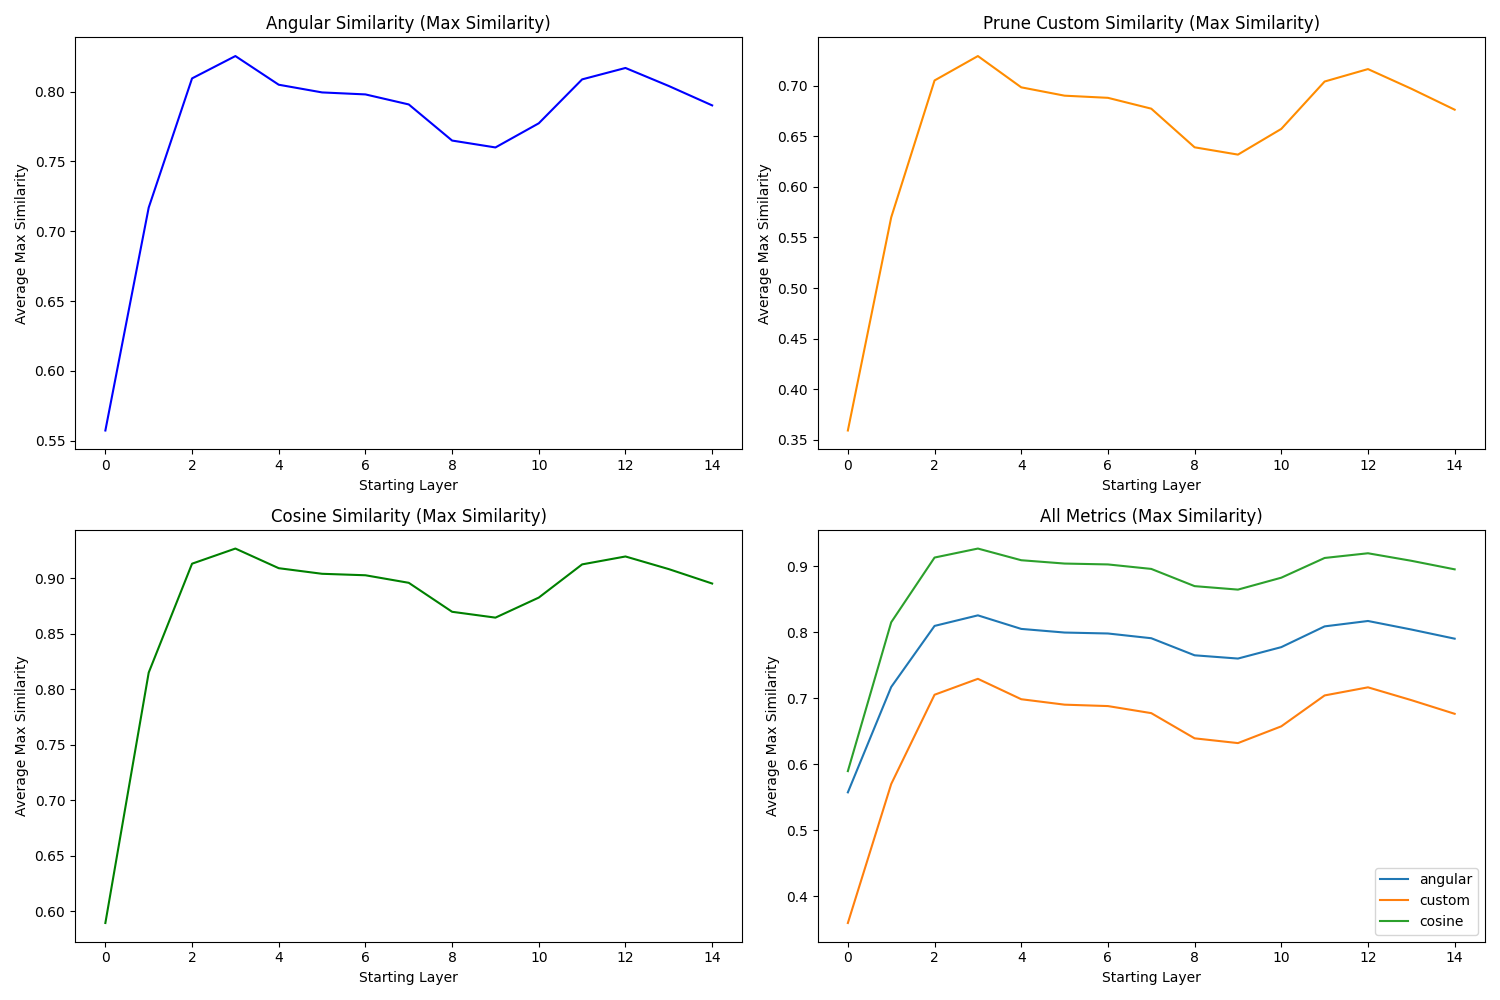 Angular Similarity (Max Similarity)
Average Max Similarity
0.80
0.75
0.70
0.65
0.60
0.55
0 2 4 6 8 10 12 14
Starting Layer
Prune Custom Similarity (Max Similarity)
Average Max Similarity
0.70
0.65
0.60
0.55
0.50
0.45
0.40
0.35
0 2 4 6 8 10 12 14
Starting Layer
Cosine Similarity (Max Similarity)
Average Max Similarity
0.90
0.85
0.80
0.75
0.70
0.65
0.60
0 2 4 6 8 10 12 14
Starting Layer
All Metrics (Max Similarity)
Average Max Similarity
0.9
0.8
0.7
0.6
0.5
0.4
angular
custom
cosine
0 2 4 6 8 10 12 14
Starting Layer